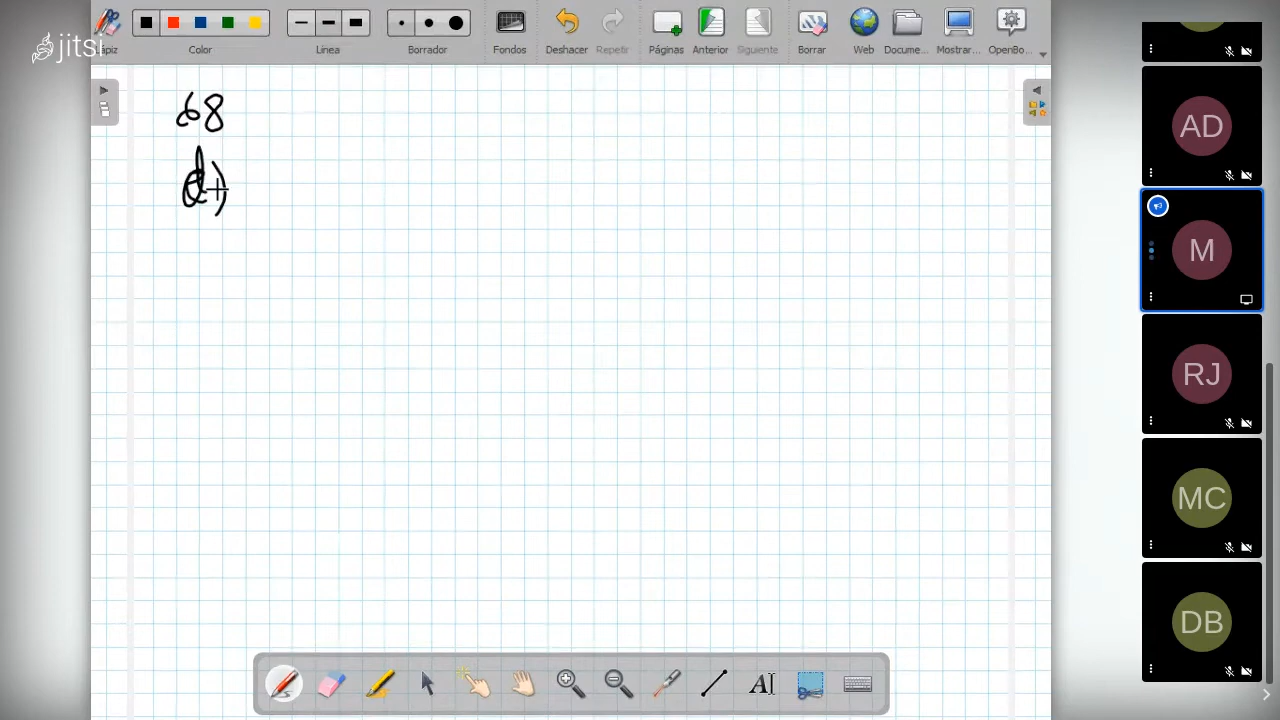 jitsi
Color
Línea
Borrador
Fondos
Deshacer
Repetir
Páginas
Anterior
Siguiente
Borrar
Web
Docume...
Mostrar...
OpenBo...
68
d)
AD
M
RJ
MC
DB